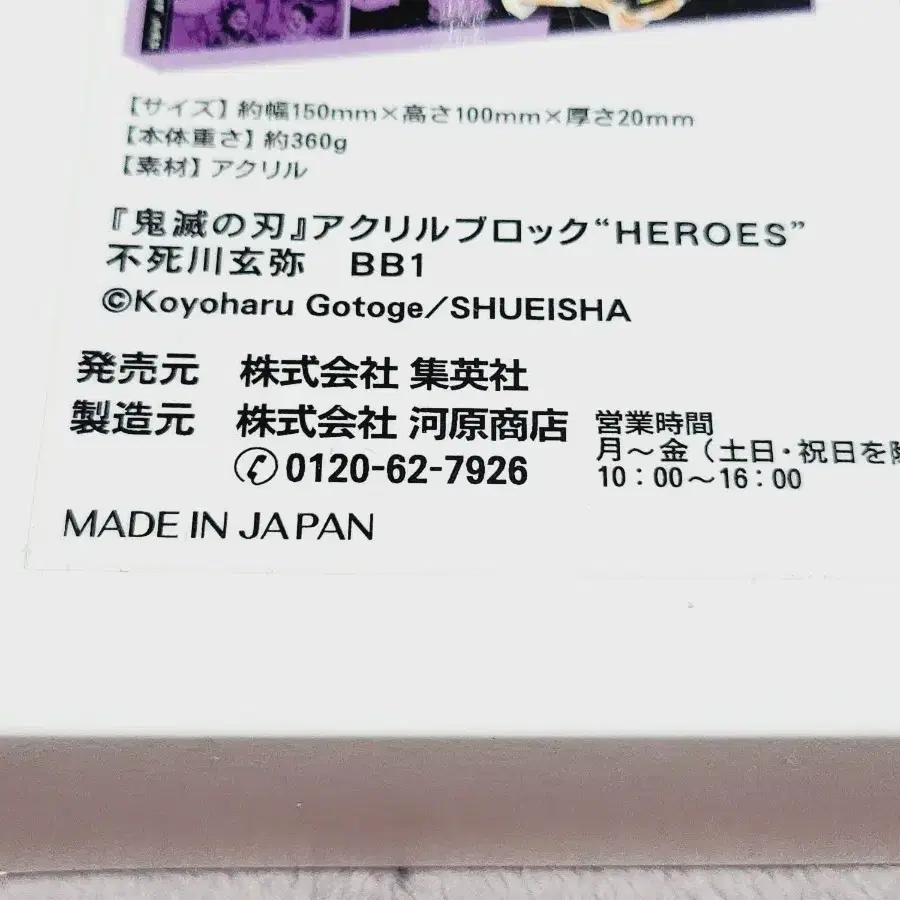 【サイズ】約幅150mm×高さ100mm×厚さ20mm
【本体重さ】約360g
【素材】アクリル
『鬼滅の刃』アクリルブロック“HEROES”
不死川玄弥 BB1
©Koyoharu Gotoge/SHUEISHA
発売元 株式会社 集英社
製造元 株式会社 河原商店
0120-62-7926
営業時間
月～金（土日・祝日を除
10：00～16：00
MADE IN JAPAN